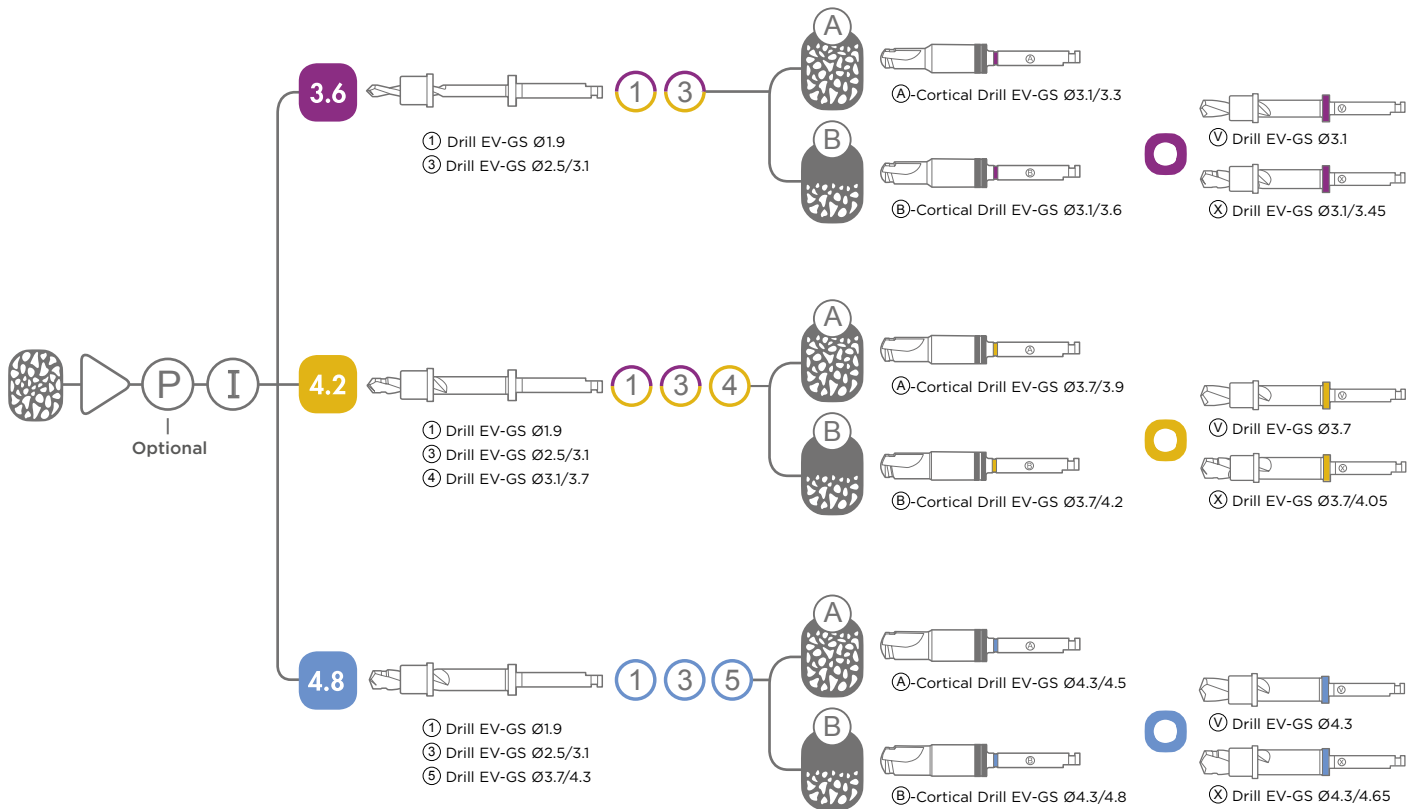 P
I
Optional
3.6
1 3
① Drill EV-GS Ø1.9
③ Drill EV-GS Ø2.5/3.1
A
A
Ⓐ-Cortical Drill EV-GS Ø3.1/3.3
B
B
Ⓑ-Cortical Drill EV-GS Ø3.1/3.6
V
Ⓥ Drill EV-GS Ø3.1
X
Ⓧ Drill EV-GS Ø3.1/3.45
4.2
1 3 4
① Drill EV-GS Ø1.9
③ Drill EV-GS Ø2.5/3.1
④ Drill EV-GS Ø3.1/3.7
A
A
Ⓐ-Cortical Drill EV-GS Ø3.7/3.9
B
B
Ⓑ-Cortical Drill EV-GS Ø3.7/4.2
V
Ⓥ Drill EV-GS Ø3.7
X
Ⓧ Drill EV-GS Ø3.7/4.05
4.8
1 3 5
① Drill EV-GS Ø1.9
③ Drill EV-GS Ø2.5/3.1
⑤ Drill EV-GS Ø3.7/4.3
A
A
Ⓐ-Cortical Drill EV-GS Ø4.3/4.5
B
B
Ⓑ-Cortical Drill EV-GS Ø4.3/4.8
V
Ⓥ Drill EV-GS Ø4.3
X
Ⓧ Drill EV-GS Ø4.3/4.65